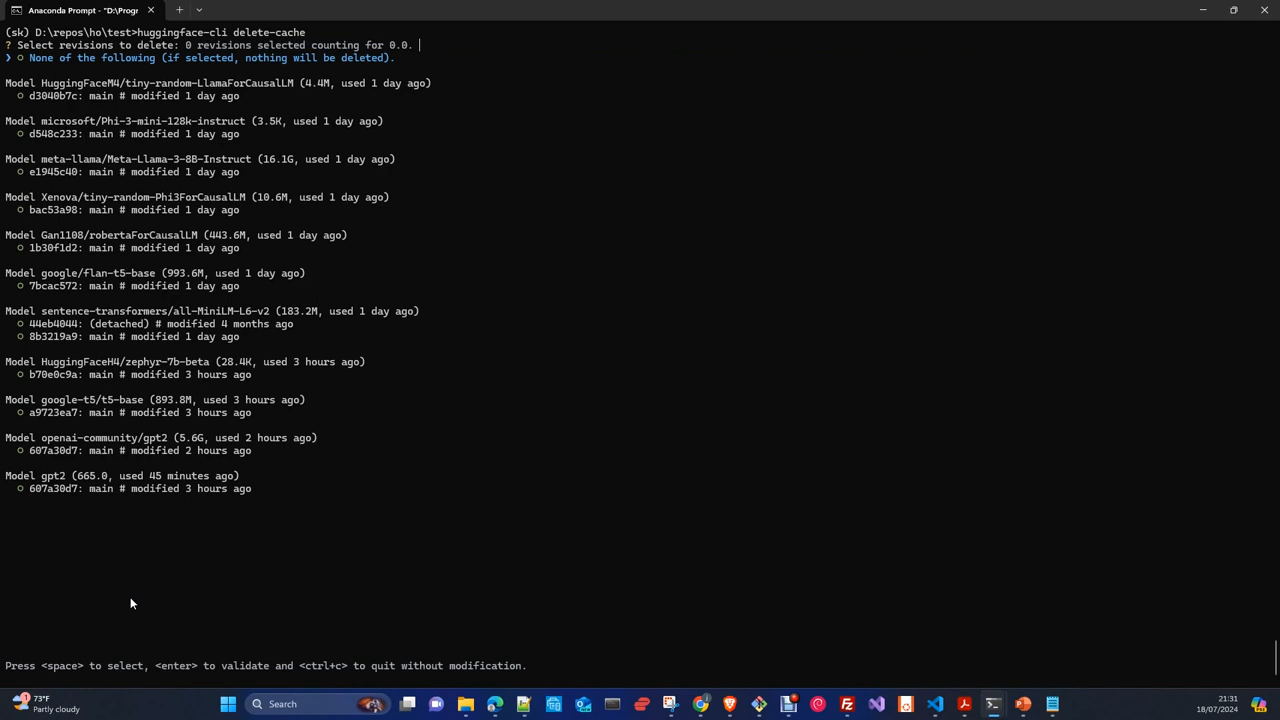 Anaconda Prompt - "D:\Progr
(sk) D:\repos\ho\test>huggingface-cli delete-cache
? Select revisions to delete: 0 revisions selected counting for 0.0.
❯ ○ None of the following (if selected, nothing will be deleted).
Model HuggingFaceM4/tiny-random-LlamaForCausalLM (4.4M, used 1 day ago)
○ d3040b7c: main # modified 1 day ago
Model microsoft/Phi-3-mini-128k-instruct (3.5K, used 1 day ago)
○ d548c233: main # modified 1 day ago
Model meta-llama/Meta-Llama-3-8B-Instruct (16.1G, used 1 day ago)
○ e1945c40: main # modified 1 day ago
Model Xenova/tiny-random-Phi3ForCausalLM (10.6M, used 1 day ago)
○ bac53a98: main # modified 1 day ago
Model Gan1108/robertaForCausalLM (443.6M, used 1 day ago)
○ 1b30f1d2: main # modified 1 day ago
Model google/flan-t5-base (993.6M, used 1 day ago)
○ 7bcac572: main # modified 1 day ago
Model sentence-transformers/all-MiniLM-L6-v2 (183.2M, used 1 day ago)
○ 44eb4044: (detached) # modified 4 months ago
○ 8b3219a9: main # modified 1 day ago
Model HuggingFaceH4/zephyr-7b-beta (28.4K, used 3 hours ago)
○ b70e0c9a: main # modified 3 hours ago
Model google-t5/t5-base (893.8M, used 3 hours ago)
○ a9723ea7: main # modified 3 hours ago
Model openai-community/gpt2 (5.6G, used 2 hours ago)
○ 607a30d7: main # modified 2 hours ago
Model gpt2 (665.0, used 45 minutes ago)
○ 607a30d7: main # modified 3 hours ago
Press <space> to select, <enter> to validate and <ctrl+c> to quit without modification.
1
73°F
Partly cloudy
Search
21:31
18/07/2024